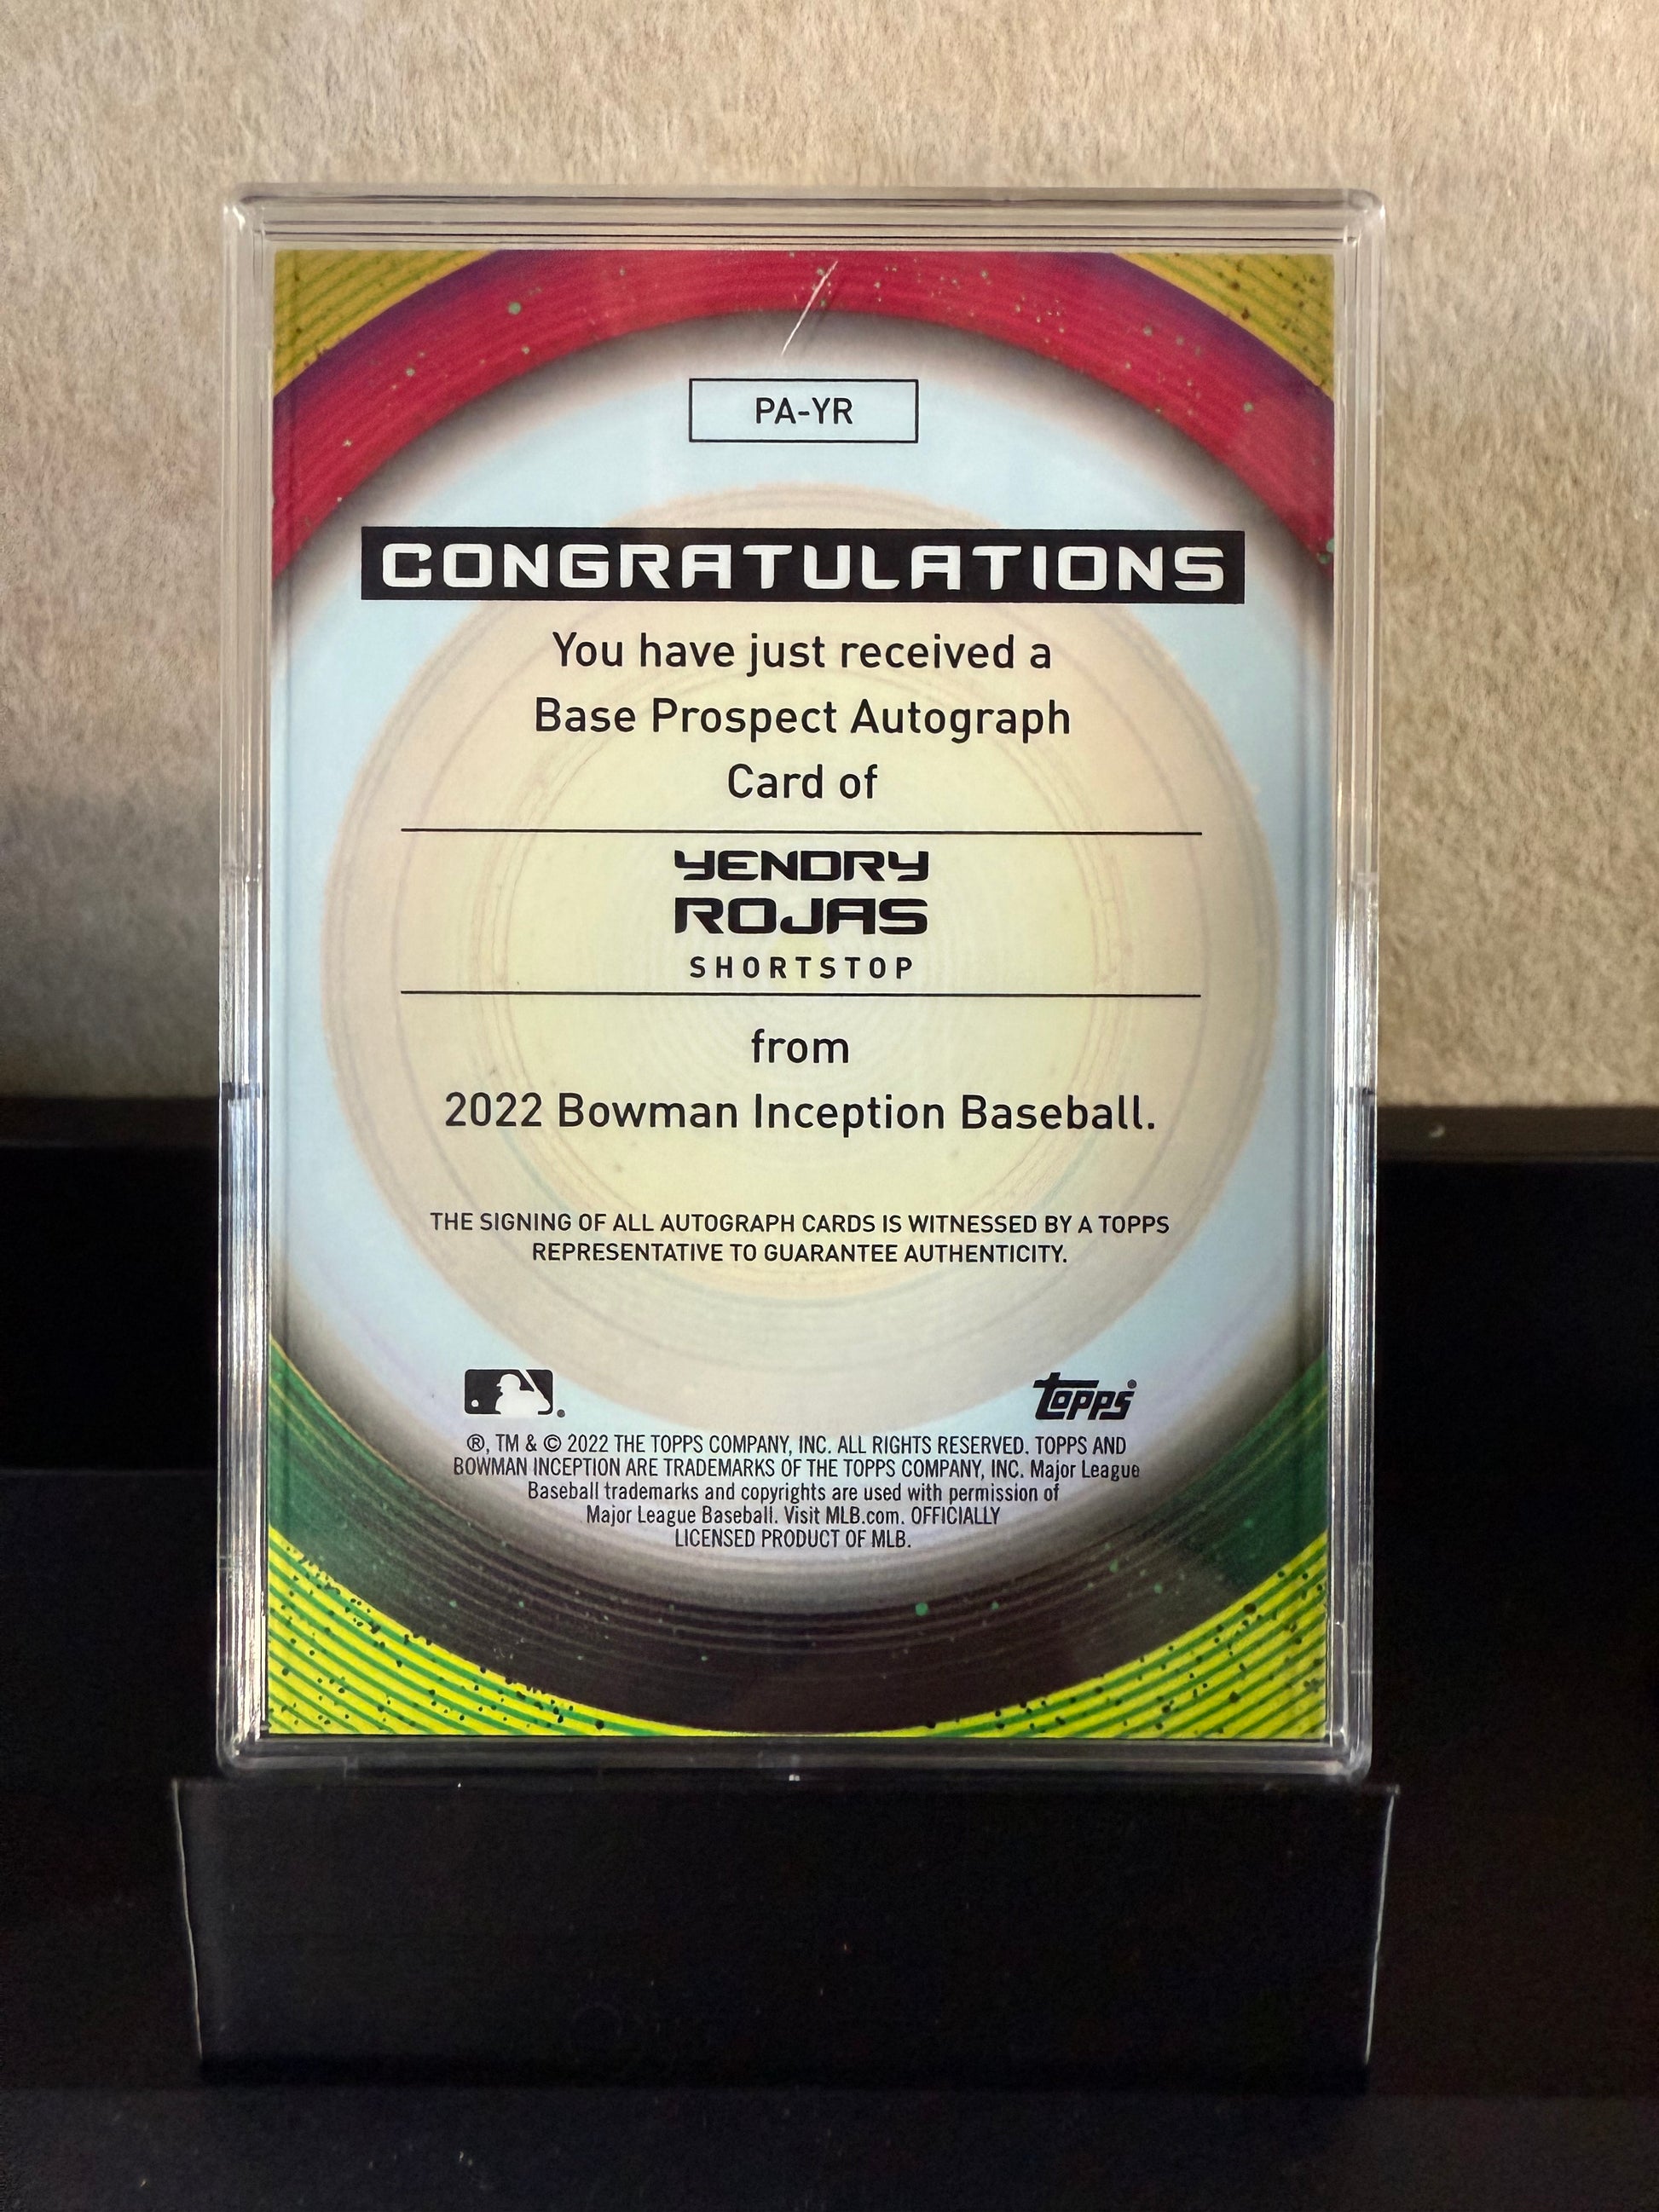 PA-YR
CONGRATULATIONS
You have just received a
Base Prospect Autograph
Card of
YENDRY
ROJAS
SHORTSTOP
from
2022 Bowman Inception Baseball.
THE SIGNING OF ALL AUTOGRAPH CARDS IS WITNESSED BY A TOPPS
REPRESENTATIVE TO GUARANTEE AUTHENTICITY.
topps
®, TM & © 2022 THE TOPPS COMPANY, INC. ALL RIGHTS RESERVED. TOPPS AND
BOWMAN INCEPTION ARE TRADEMARKS OF THE TOPPS COMPANY, INC. Major League
Baseball trademarks and copyrights are used with permission of
Major League Baseball. Visit MLB.com. OFFICIALLY
LICENSED PRODUCT OF MLB.